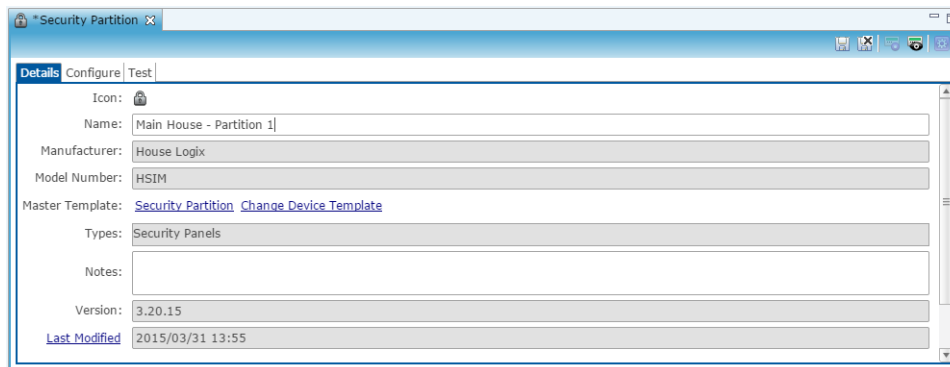 *Security Partition
Details Configure Test
Icon:
Name: Main House - Partition 1
Manufacturer: House Logix
Model Number: HSIM
Master Template: Security Partition Change Device Template
Types: Security Panels
Notes:
Version: 3.20.15
Last Modified 2015/03/31 13:55